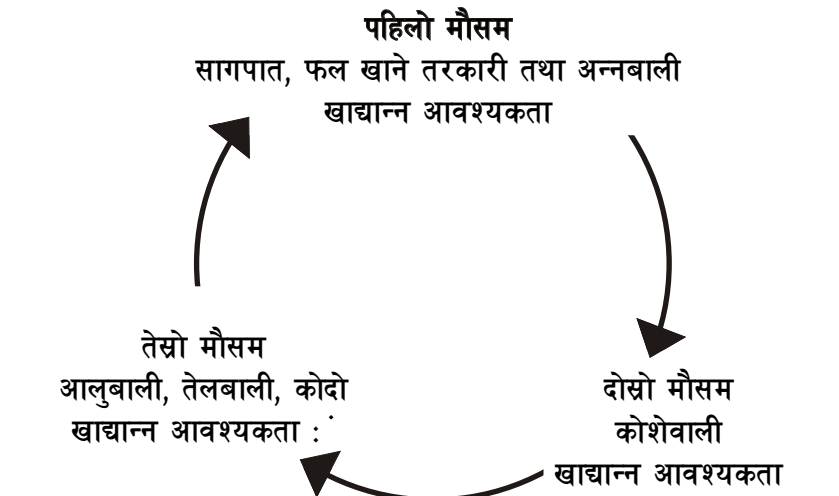 पहिलो मौसम
सागपात, फल खाने तरकारी तथा अन्नबाली
खाद्यान्न आवश्यकता
तेस्रो मौसम
आलुबाली, तेलबाली, कोदो
खाद्यान्न आवश्यकता :
दोस्रो मौसम
कोशेवाली
खाद्यान्न आवश्यकता